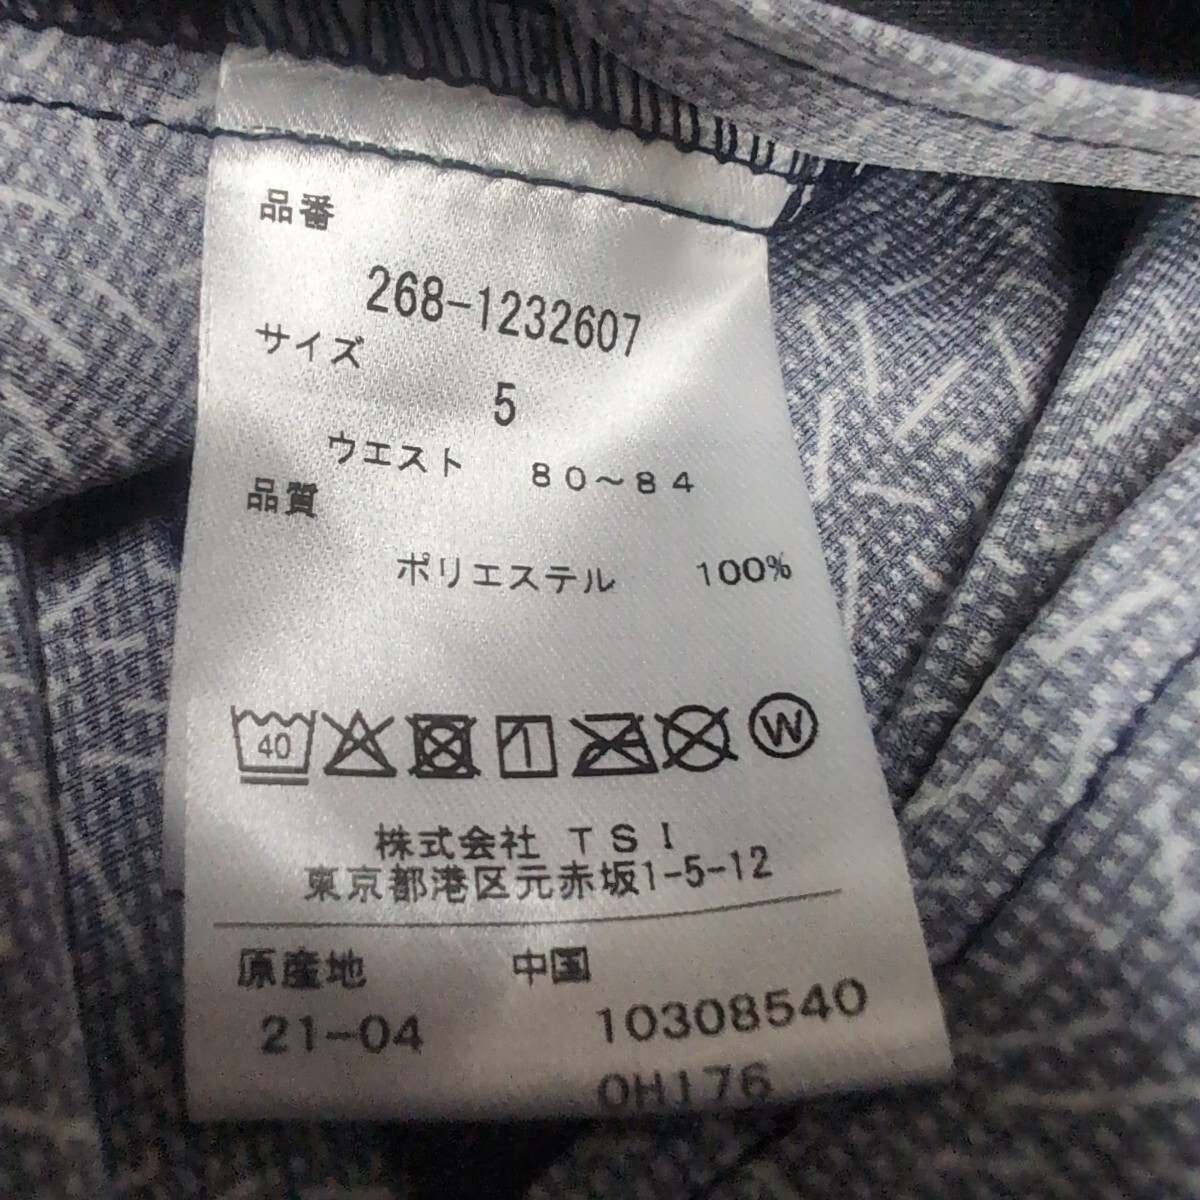 品番
268-1232607
サイズ
5
ウエスト 80~84
品質
ポリエステル 100%
40 W
株式会社 TSI
東京都港区元赤坂1-5-12
原産地 中国
21-04 10308540
0H176